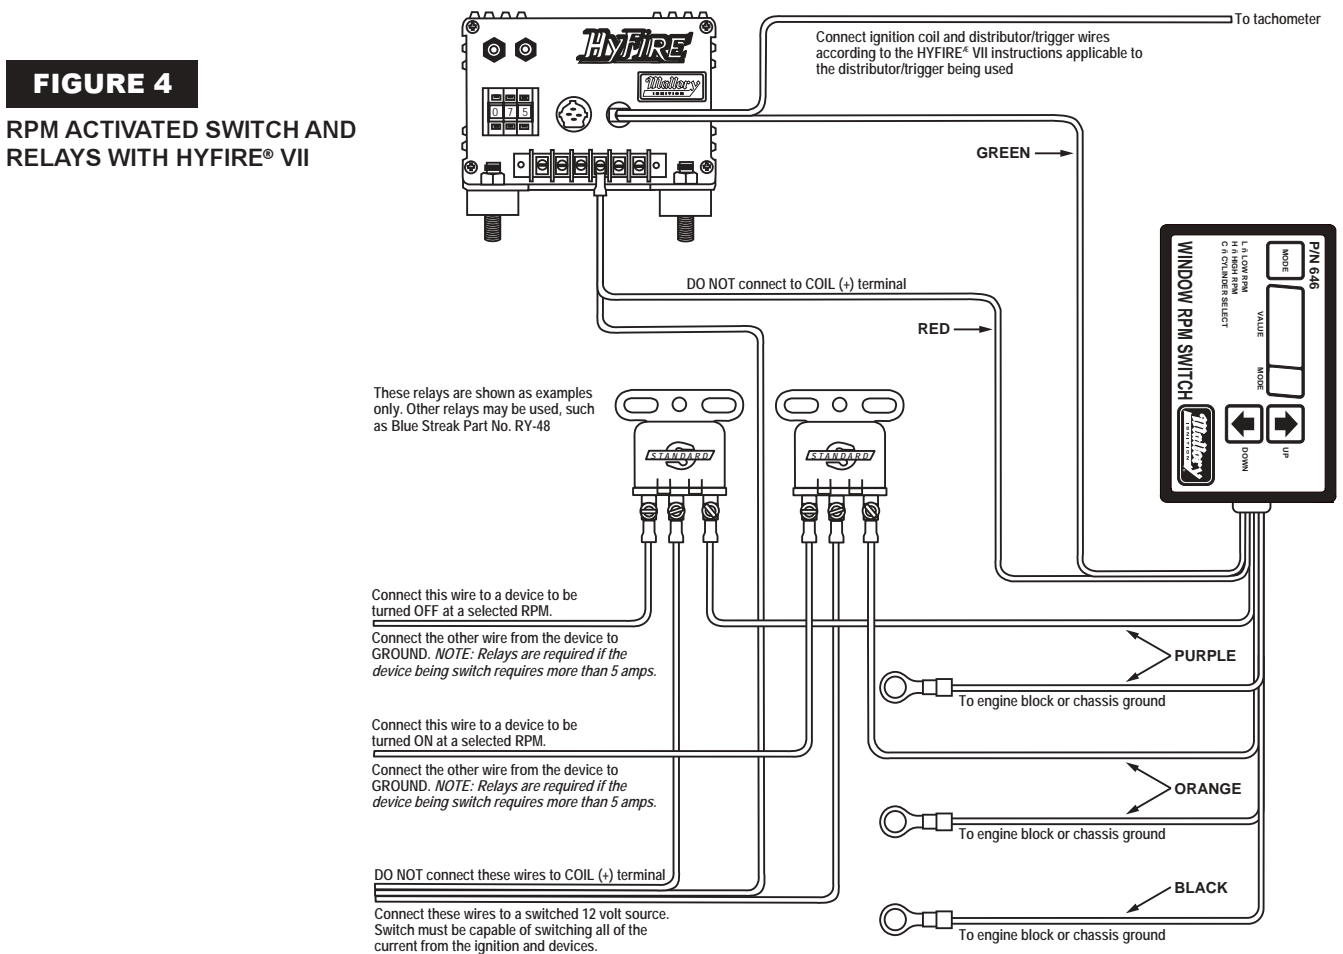 FIGURE 4
RPM ACTIVATED SWITCH AND
RELAYS WITH HYFIRE® VII
HYFIRE
Mallory
IGNITION
0 7 5
To tachometer
Connect ignition coil and distributor/trigger wires
according to the HYFIRE Æ VII instructions applicable to
the distributor/trigger being used
GREEN
DO NOT connect to COIL (+) terminal
RED
P/N 646
MODE
L ñ LOW RPM
H ñ HIGH RPM
C ñ CYLINDER SELECT
VALUE
MODE
WINDOW RPM SWITCH
UP
DOWN
Mallory
IGNITION
These relays are shown as examples
only. Other relays may be used, such
as Blue Streak Part No. RY-48
STANDARD
STANDARD
Connect this wire to a device to be
turned OFF at a selected RPM.
Connect the other wire from the device to
GROUND. NOTE: Relays are required if the
device being switch requires more than 5 amps.
PURPLE
To engine block or chassis ground
Connect this wire to a device to be
turned ON at a selected RPM.
Connect the other wire from the device to
GROUND. NOTE: Relays are required if the
device being switch requires more than 5 amps.
ORANGE
To engine block or chassis ground
DO NOT connect these wires to COIL (+) terminal
Connect these wires to a switched 12 volt source.
Switch must be capable of switching all of the
current from the ignition and devices.
BLACK
To engine block or chassis ground